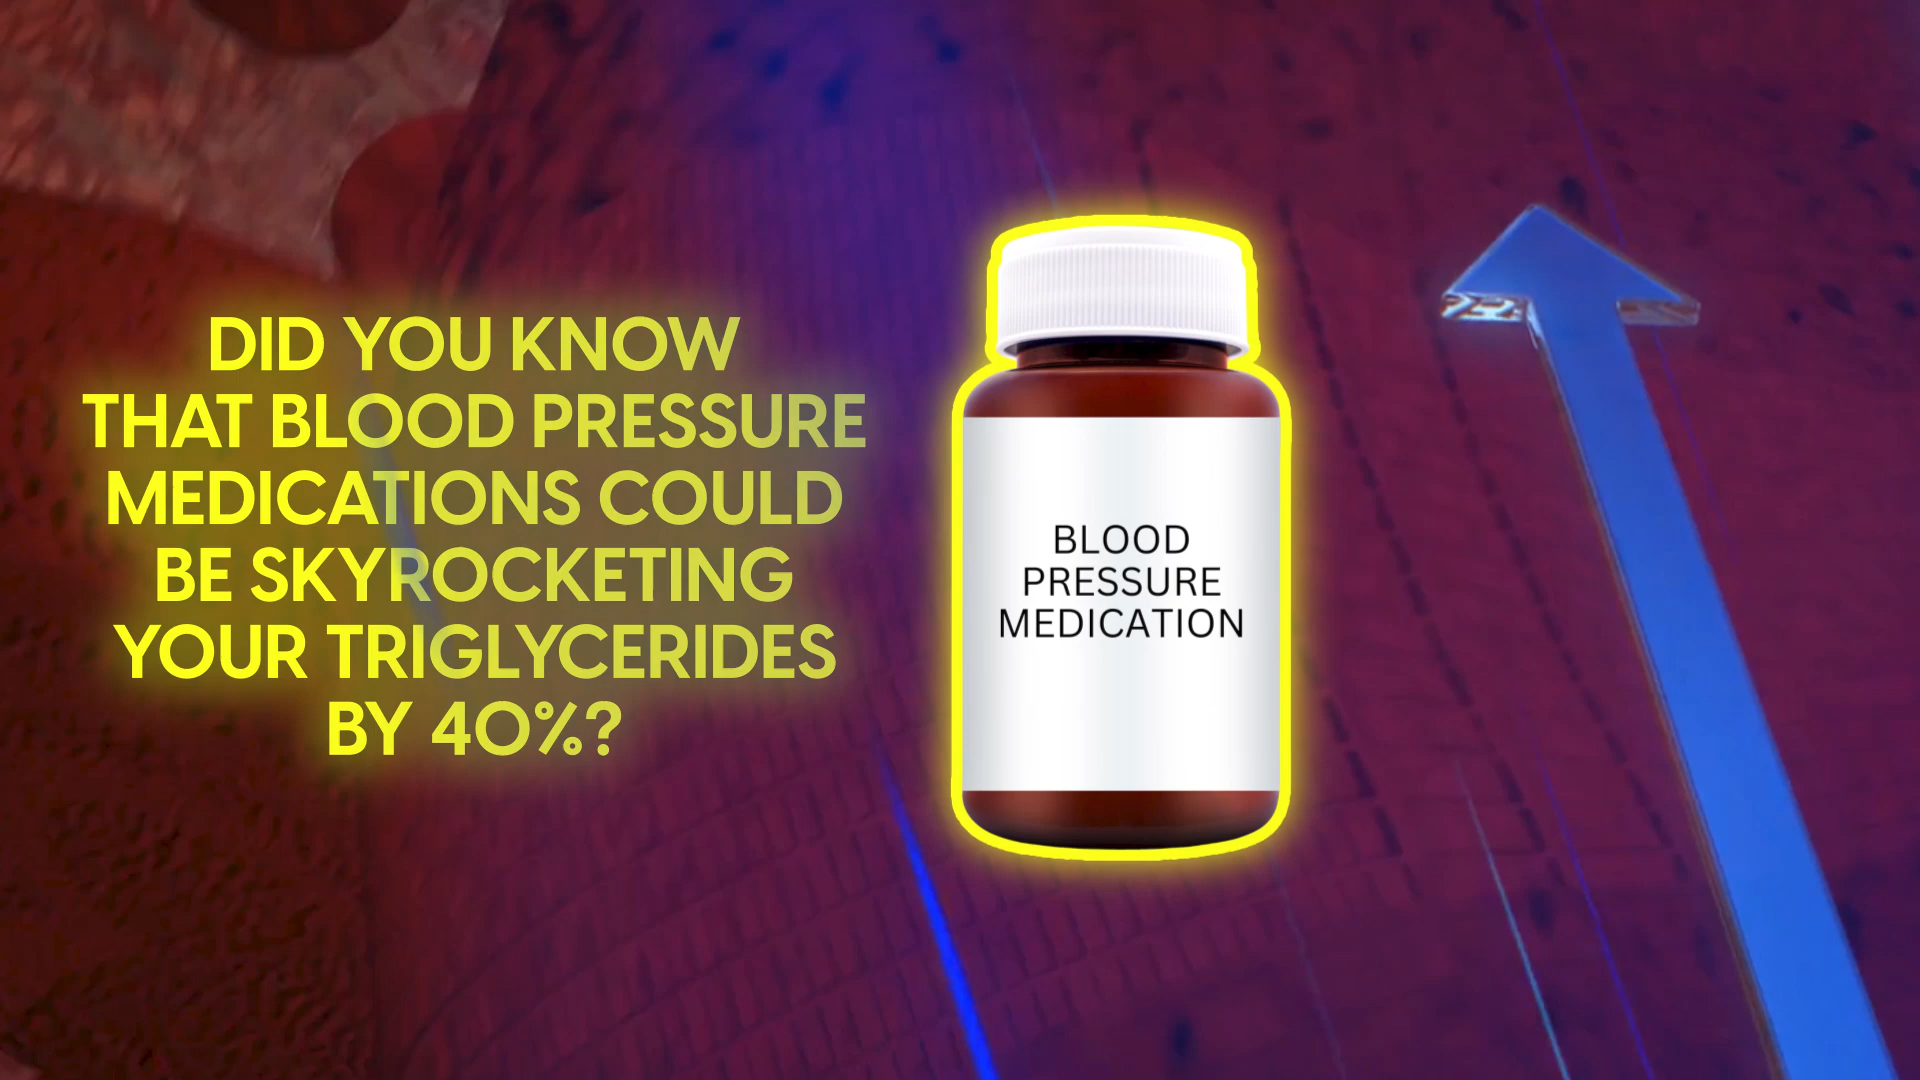 DID YOU KNOW
THAT BLOOD PRESSURE
MEDICATIONS COULD
BE SKYROCKETING
YOUR TRIGLYCERIDES
BY 40%?
BLOOD
PRESSURE
MEDICATION